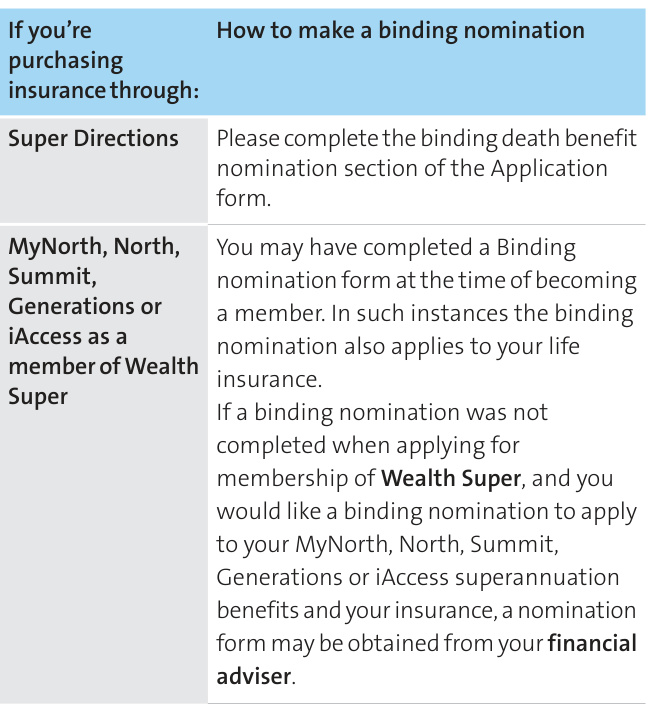 If you're
purchasing
insurance through:
How to make a binding nomination
Super Directions
Please complete the binding death benefit
nomination section of the Application
form.
MyNorth, North,
Summit,
Generations or
iAccess as a
member of Wealth
Super
You may have completed a Binding
nomination form at the time of becoming
a member. In such instances the binding
nomination also applies to your life
insurance.
If a binding nomination was not
completed when applying for
membership of Wealth Super, and you
would like a binding nomination to apply
to your MyNorth, North, Summit,
Generations or iAccess superannuation
benefits and your insurance, a nomination
form may be obtained from your financial
adviser.